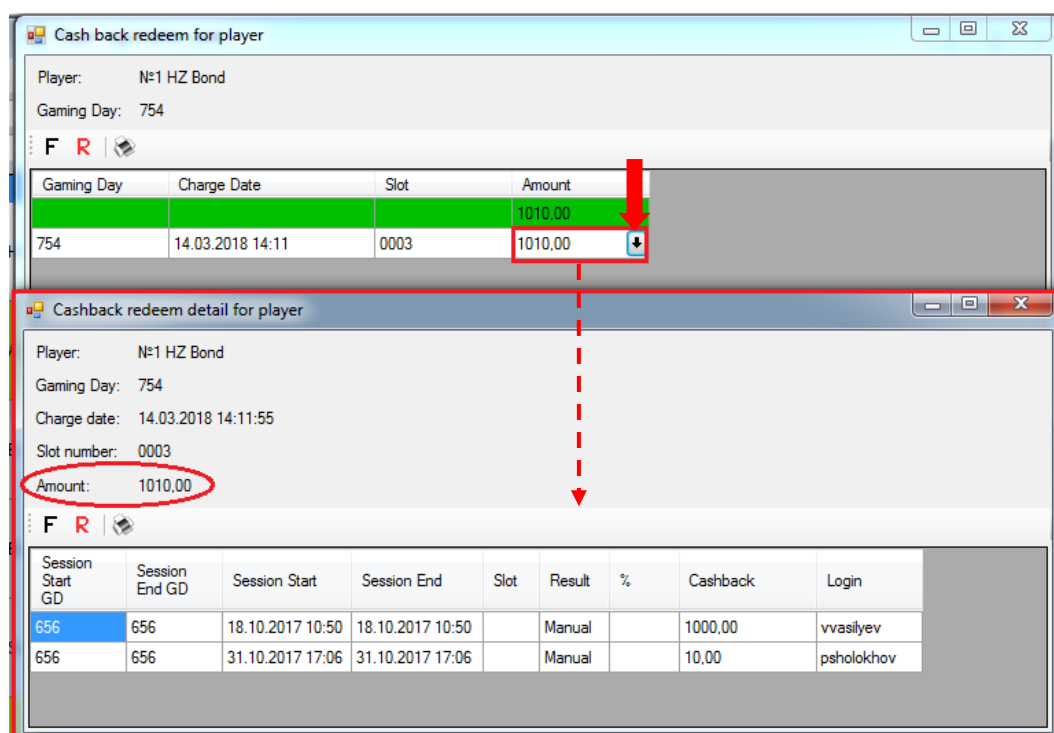 Cash back redeem for player
Player: №1 HZ Bond
Gaming Day: 754
F R
Gaming Day Charge Date Slot Amount
1010,00
754 14.03.2018 14:11 0003 1010,00
Cashback redeem detail for player
Player: №1 HZ Bond
Gaming Day: 754
Charge date: 14.03.2018 14:11:55
Slot number: 0003
Amount: 1010,00
F R
Session Start GD Session End GD Session Start Session End Slot Result % Cashback Login
656 656 18.10.2017 10:50 18.10.2017 10:50 Manual 1000,00 vvasilyev
656 656 31.10.2017 17:06 31.10.2017 17:06 Manual 10,00 psholokhov